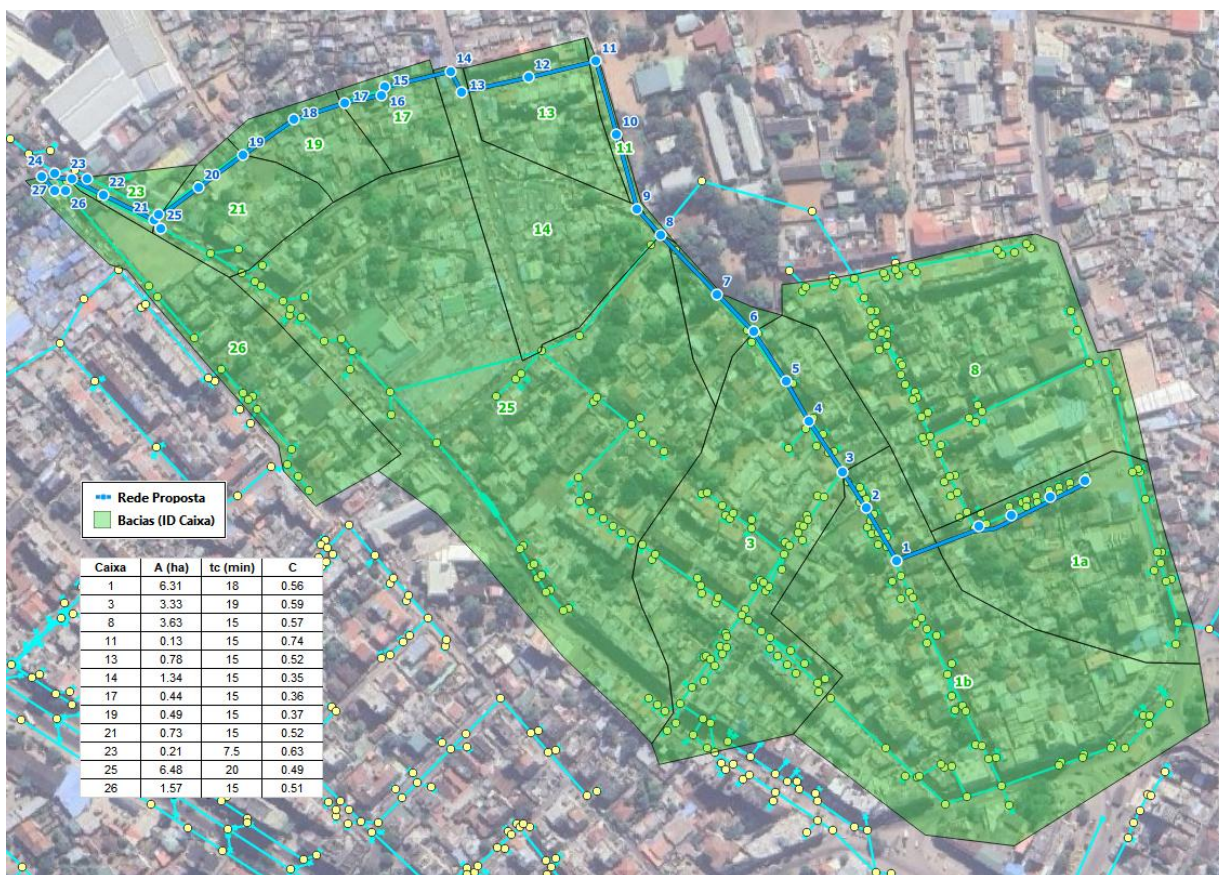 11
14
12
15
13
16
17
17
13
18
10
11
19
19
24
23
20
23
22
9
27
26
21
25
21
8
14
7
6
26
8
5
25
4
3
2
3
1
1a
1b
Rede Proposta
Bacias (ID Caixa)
Caixa A (ha) tc (min) C
1 6.31 18 0.56
3 3.33 19 0.59
8 3.63 15 0.57
11 0.13 15 0.74
13 0.78 15 0.52
14 1.34 15 0.35
17 0.44 15 0.36
19 0.49 15 0.37
21 0.73 15 0.52
23 0.21 7.5 0.63
25 6.48 20 0.49
26 1.57 15 0.51